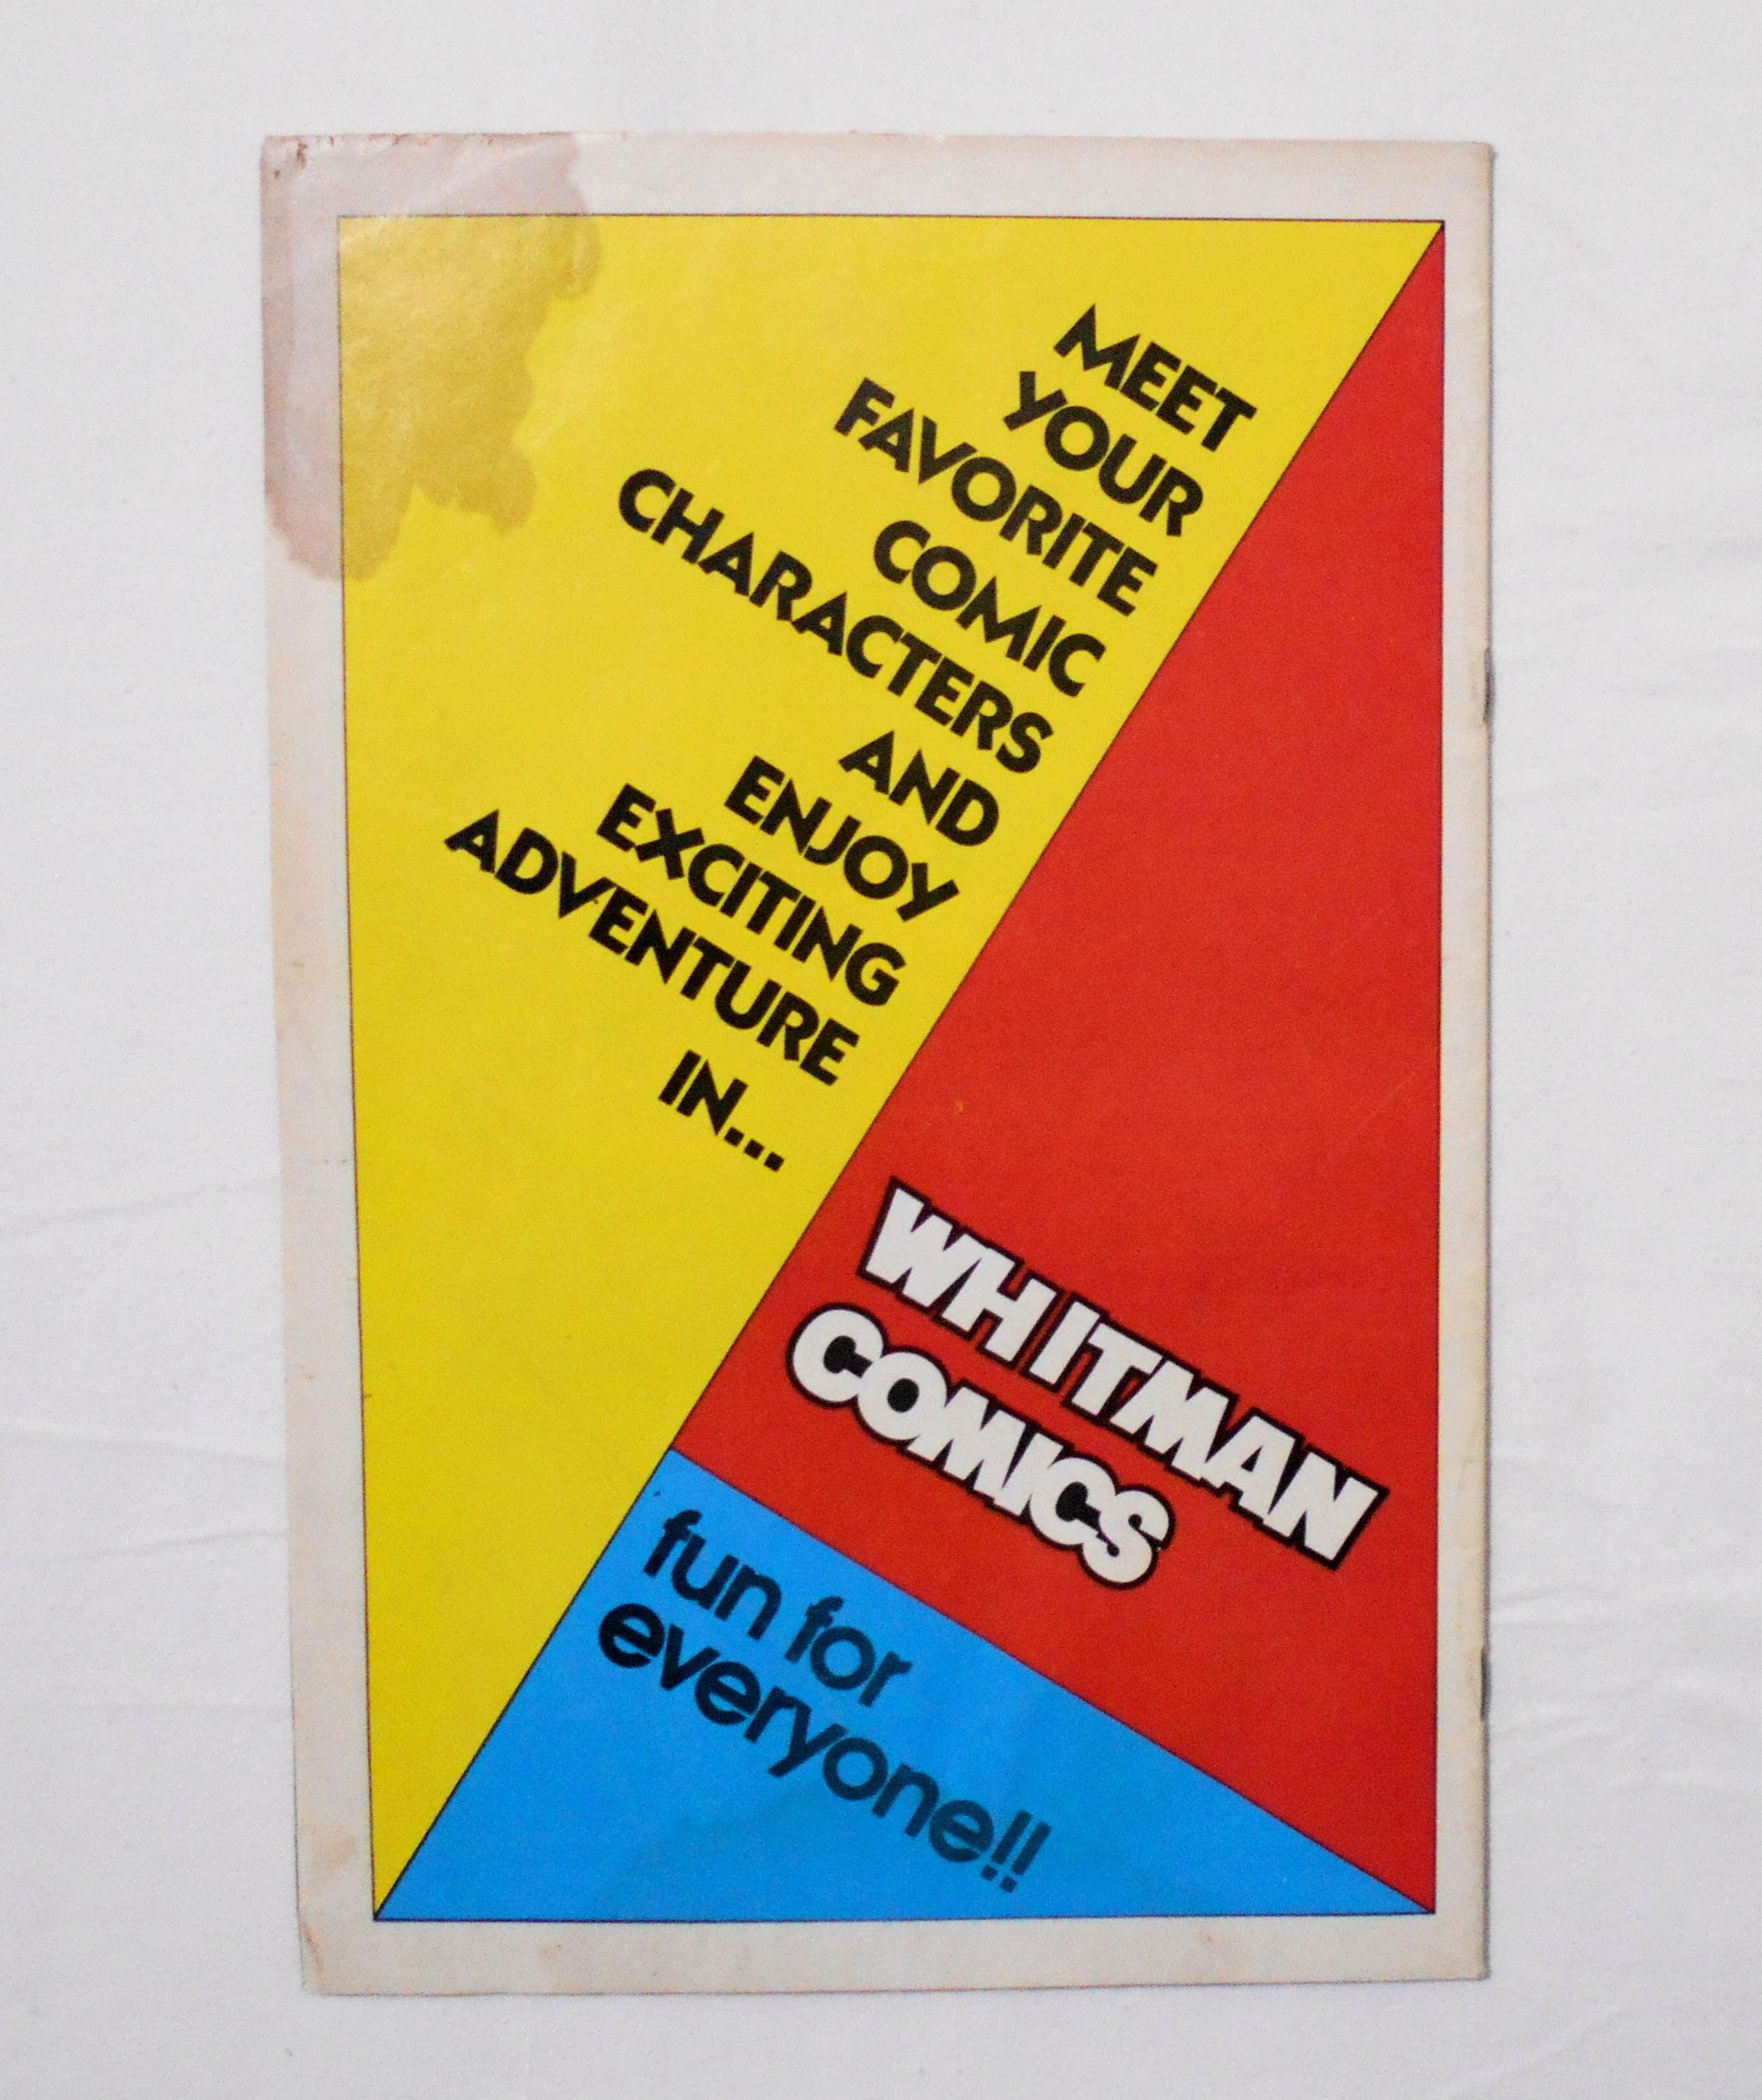 MEET
YOUR
FAVORITE
COMIC
CHARACTERS
AND
ENJOY
EXCITING
ADVENTURE
IN...
WHITMAN
COMICS
fun for
everyone!!